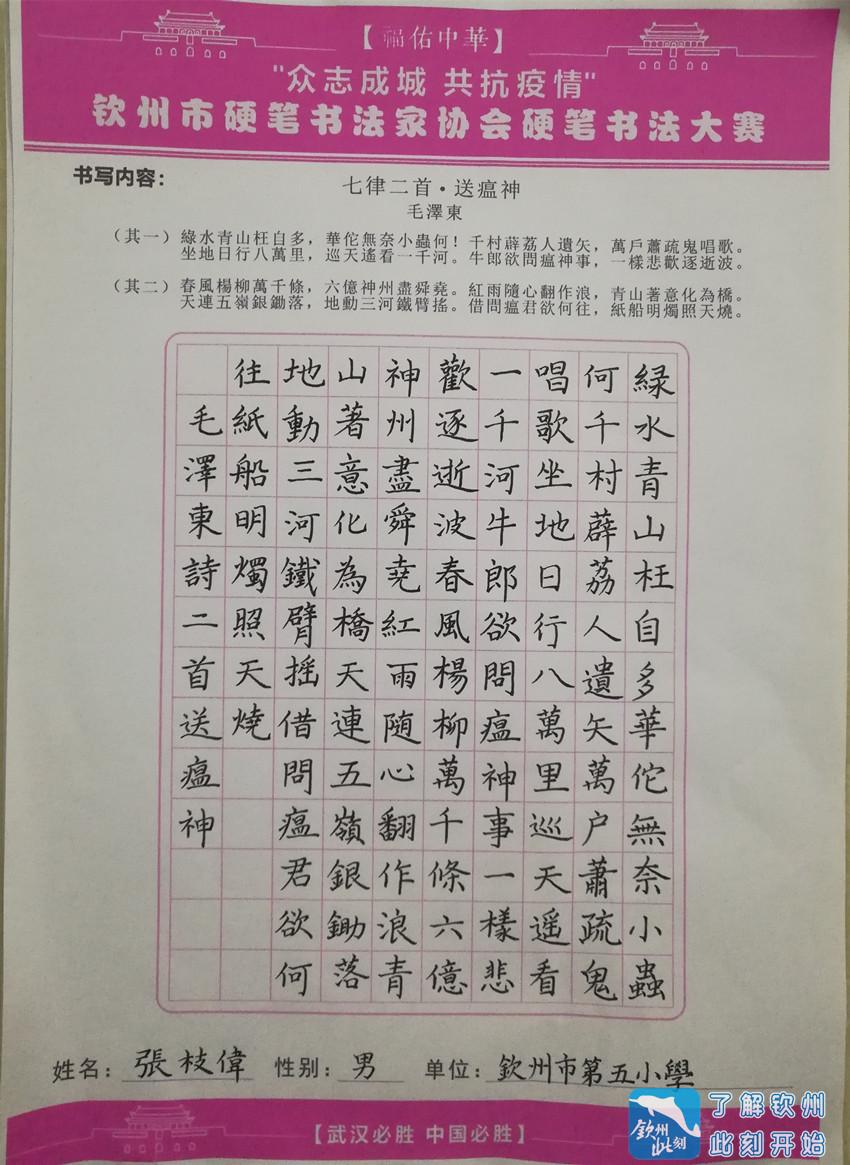 【福佑中華】
"众志成城 共抗疫情"
钦州市硬笔书法家协会硬笔书法大赛
书写内容：
七律二首·送瘟神
毛澤東
（其一）綠水青山枉自多，華佗無奈小蟲何！千村薜荔人遺矢，萬戶蕭疏鬼唱歌。
坐地日行八萬里，巡天遙看一千河。牛郎欲問瘟神事，一樣悲歡逐逝波。
（其二）春風楊柳萬千條，六億神州盡舜堯。紅雨隨心翻作浪，青山著意化為橋。
天連五嶺銀鋤落，地動三河鐵臂搖。借問瘟君欲何往，紙船明燭照天燒。
緑水青山枉自多華佗無奈小蟲
何千村薜荔人遺矢萬户蕭疏鬼
唱歌坐地日行八萬里巡天遥看
一千河牛郎欲問瘟神事一樣悲
歡逐逝波春風楊柳萬千條六億
神州盡舜堯紅雨随心翻作浪青
山著意化為橋天連五嶺銀鋤落
地動三河鐵臂摇借問瘟君欲何
往紙船明燭照天燒
毛澤東詩二首送瘟神
姓名：張枝偉 性别：男 单位：欽州市第五小學
【武汉必胜 中国必胜】
钦州此刻
了解钦州
此刻开始